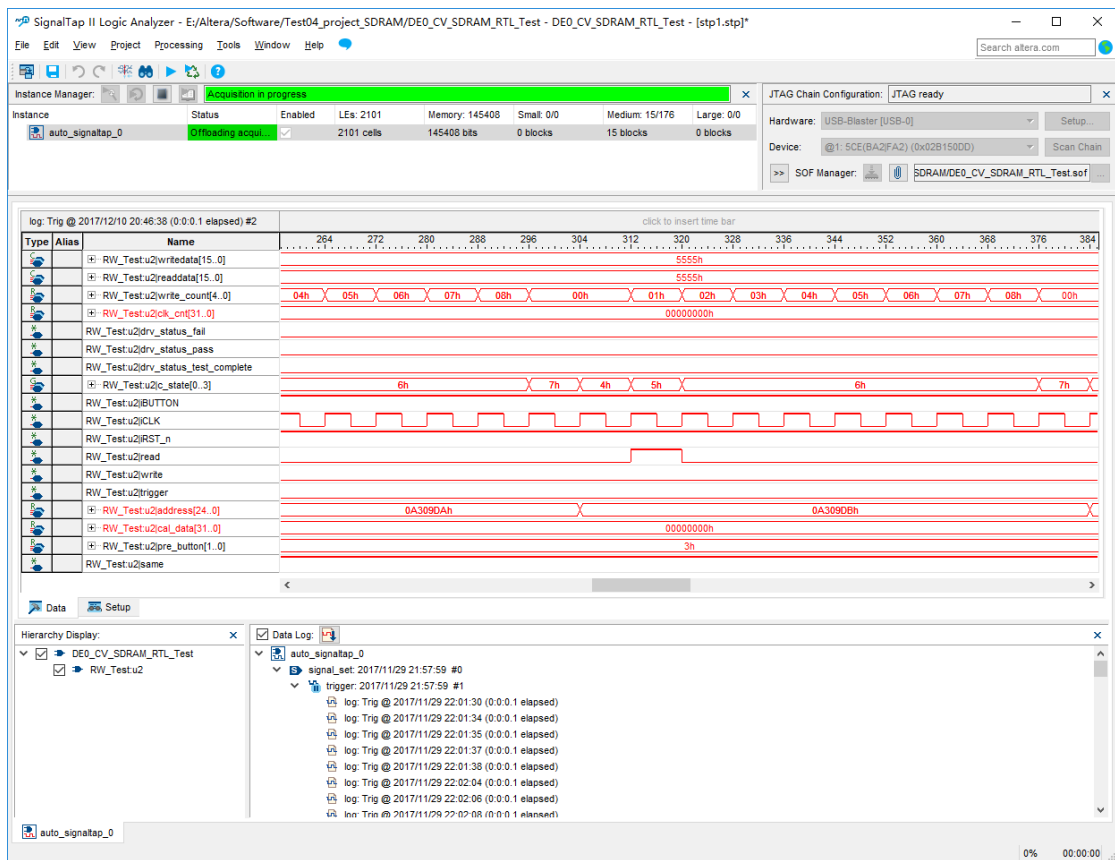 SignalTap II Logic Analyzer - E:/Altera/Software/Test04_project_SDRAM/DE0_CV_SDRAM_RTL_Test - DE0_CV_SDRAM_RTL_Test - [stp1.stp]*
File Edit View Project Processing Tools Window Help
Search altera.com
Instance Manager: Acquisition in progress
JTAG Chain Configuration: JTAG ready
Instance Status Enabled LEs: 2101 Memory: 145408 Small: 0/0 Medium: 15/176 Large: 0/0
auto_signaltap_0 Offloading acqui... 2101 cells 145408 bits 0 blocks 15 blocks 0 blocks
Hardware: USB-Blaster [USB-0] Setup...
Device: @1: 5CE(BA2|FA2) (0x02B150DD) Scan Chain
>> SOF Manager: SDRAM/DE0_CV_SDRAM_RTL_Test.sof ...
log: Trig @ 2017/12/10 20:46:38 (0:0:0.1 elapsed) #2 click to insert time bar
Type Alias Name 264 272 280 288 296 304 312 320 328 336 344 352 360 368 376 384
RW_Test:u2|writedata[15..0] 5555h
RW_Test:u2|readdata[15..0] 5555h
RW_Test:u2|write_count[4..0] 04h 05h 06h 07h 08h 00h 01h 02h 03h 04h 05h 06h 07h 08h 00h
RW_Test:u2|clk_cnt[31..0] 00000000h
RW_Test:u2|drv_status_fail
RW_Test:u2|drv_status_pass
RW_Test:u2|drv_status_test_complete
RW_Test:u2|c_state[0..3] 6h 7h 4h 5h 6h 7h
RW_Test:u2|iBUTTON
RW_Test:u2|iCLK
RW_Test:u2|iRST_n
RW_Test:u2|read
RW_Test:u2|write
RW_Test:u2|trigger
RW_Test:u2|address[24..0] 0A309DAh 0A309DBh
RW_Test:u2|cal_data[31..0] 00000000h
RW_Test:u2|pre_button[1..0] 3h
RW_Test:u2|same
Data Setup
Hierarchy Display:
DE0_CV_SDRAM_RTL_Test
RW_Test:u2
Data Log:
auto_signaltap_0
signal_set: 2017/11/29 21:57:59 #0
trigger: 2017/11/29 21:57:59 #1
log: Trig @ 2017/11/29 22:01:30 (0:0:0.1 elapsed)
log: Trig @ 2017/11/29 22:01:34 (0:0:0.1 elapsed)
log: Trig @ 2017/11/29 22:01:35 (0:0:0.1 elapsed)
log: Trig @ 2017/11/29 22:01:37 (0:0:0.1 elapsed)
log: Trig @ 2017/11/29 22:01:38 (0:0:0.1 elapsed)
log: Trig @ 2017/11/29 22:02:04 (0:0:0.1 elapsed)
log: Trig @ 2017/11/29 22:02:06 (0:0:0.1 elapsed)
log: Trig @ 2017/11/29 22:02:08 (0:0:0.1 elapsed)
auto_signaltap_0
0% 00:00:00